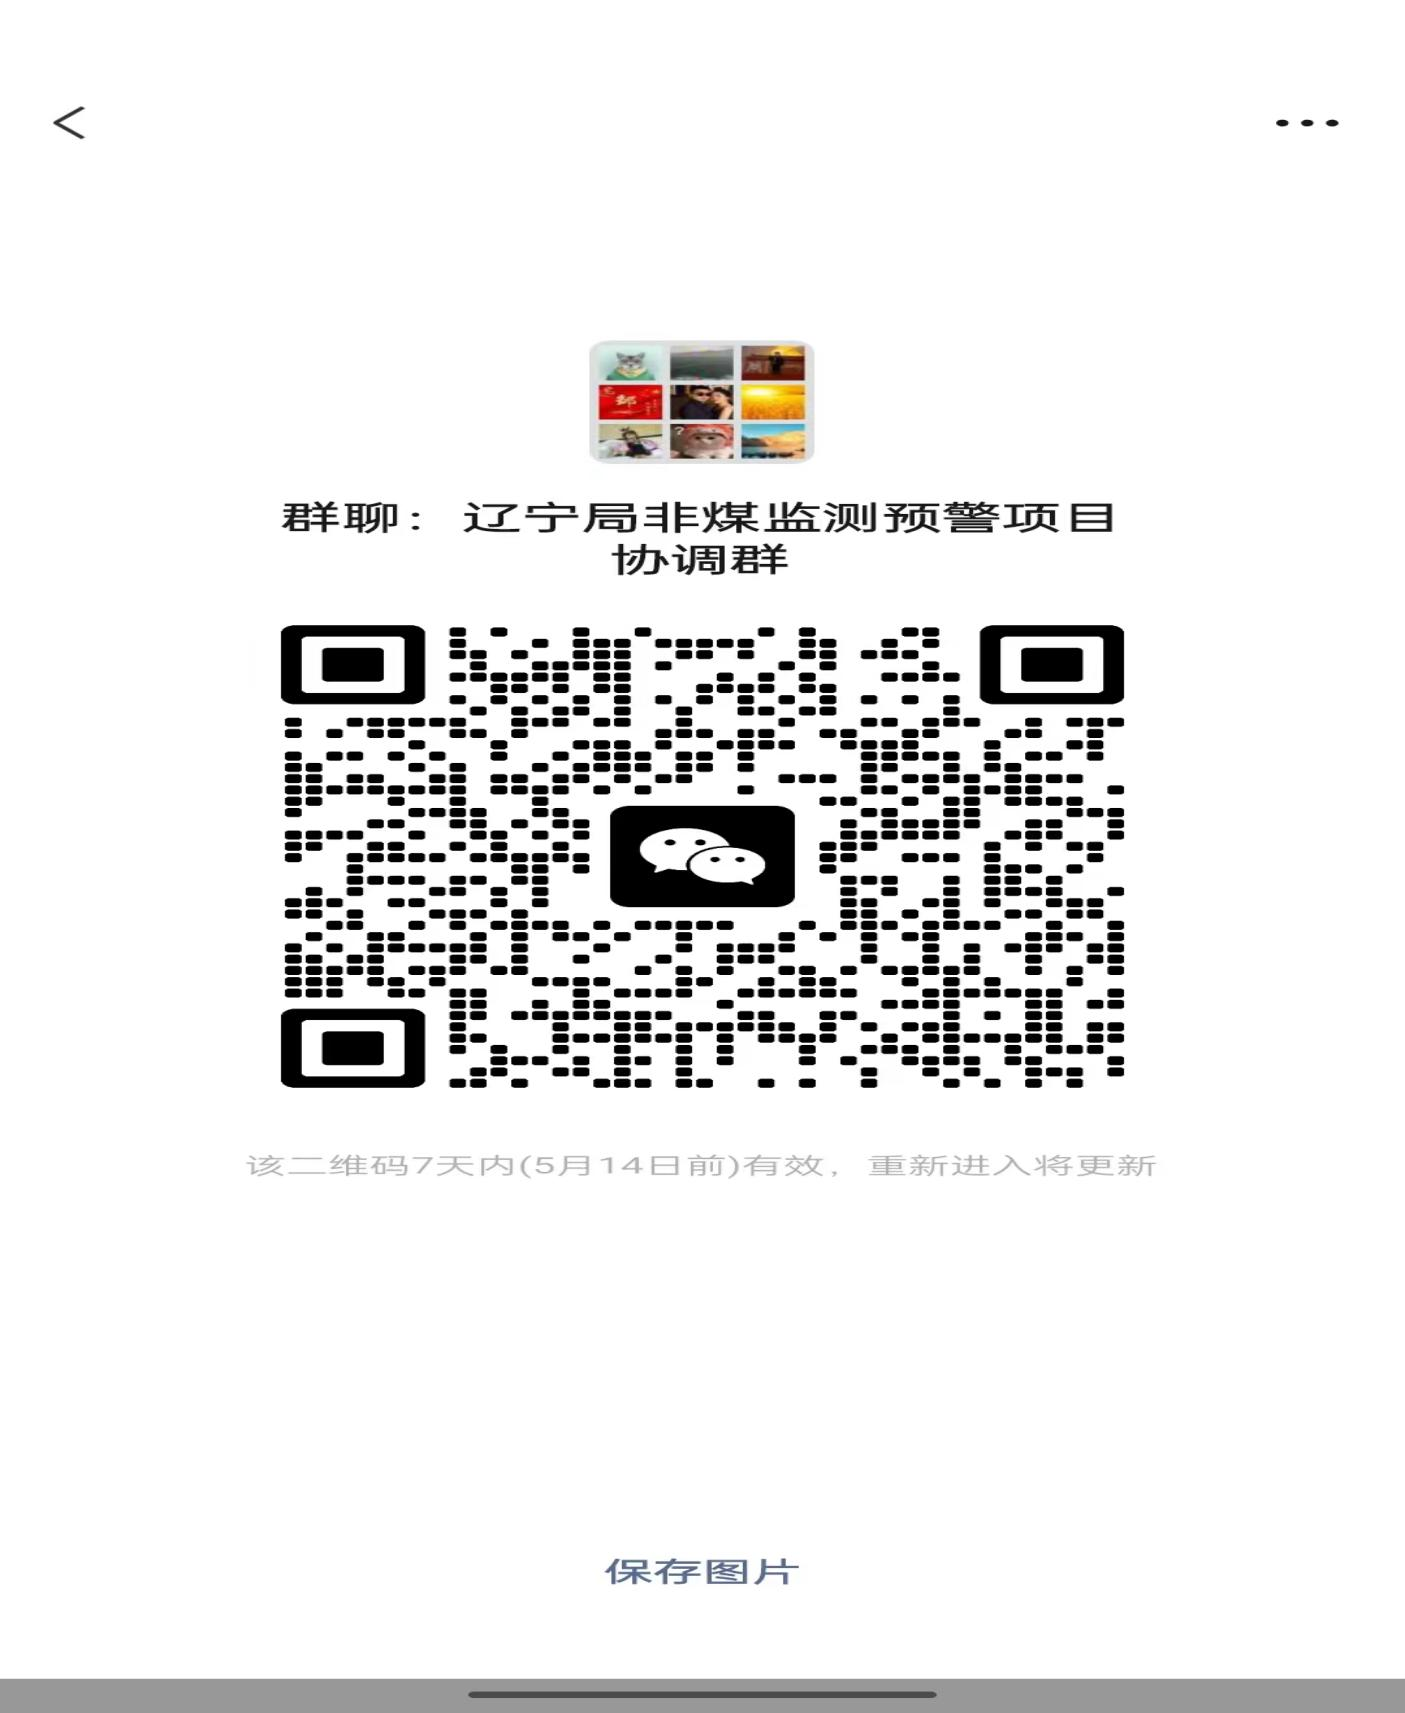 群聊：辽宁局非煤监测预警项目
协调群
该二维码7天内(5月14日前)有效，重新进入将更新
保存图片